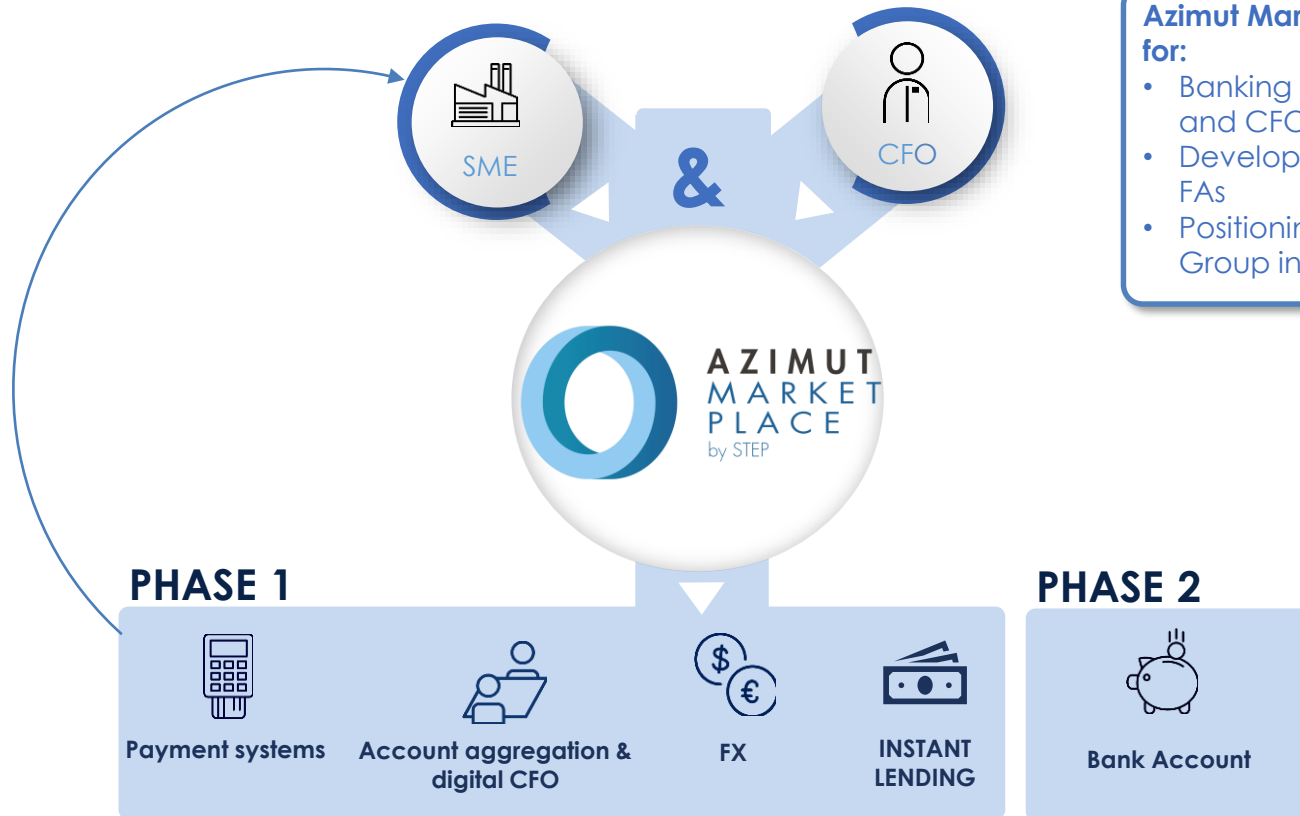 Azimut Mar
for:
• Banking
and CFO
• Develop
FAs
• Positionin
Group in
SME
&
CFO
AZIMUT
MARKET
PLACE
by STEP
PHASE 1
Payment systems
Account aggregation &
digital CFO
FX
INSTANT
LENDING
PHASE 2
Bank Account
$
€